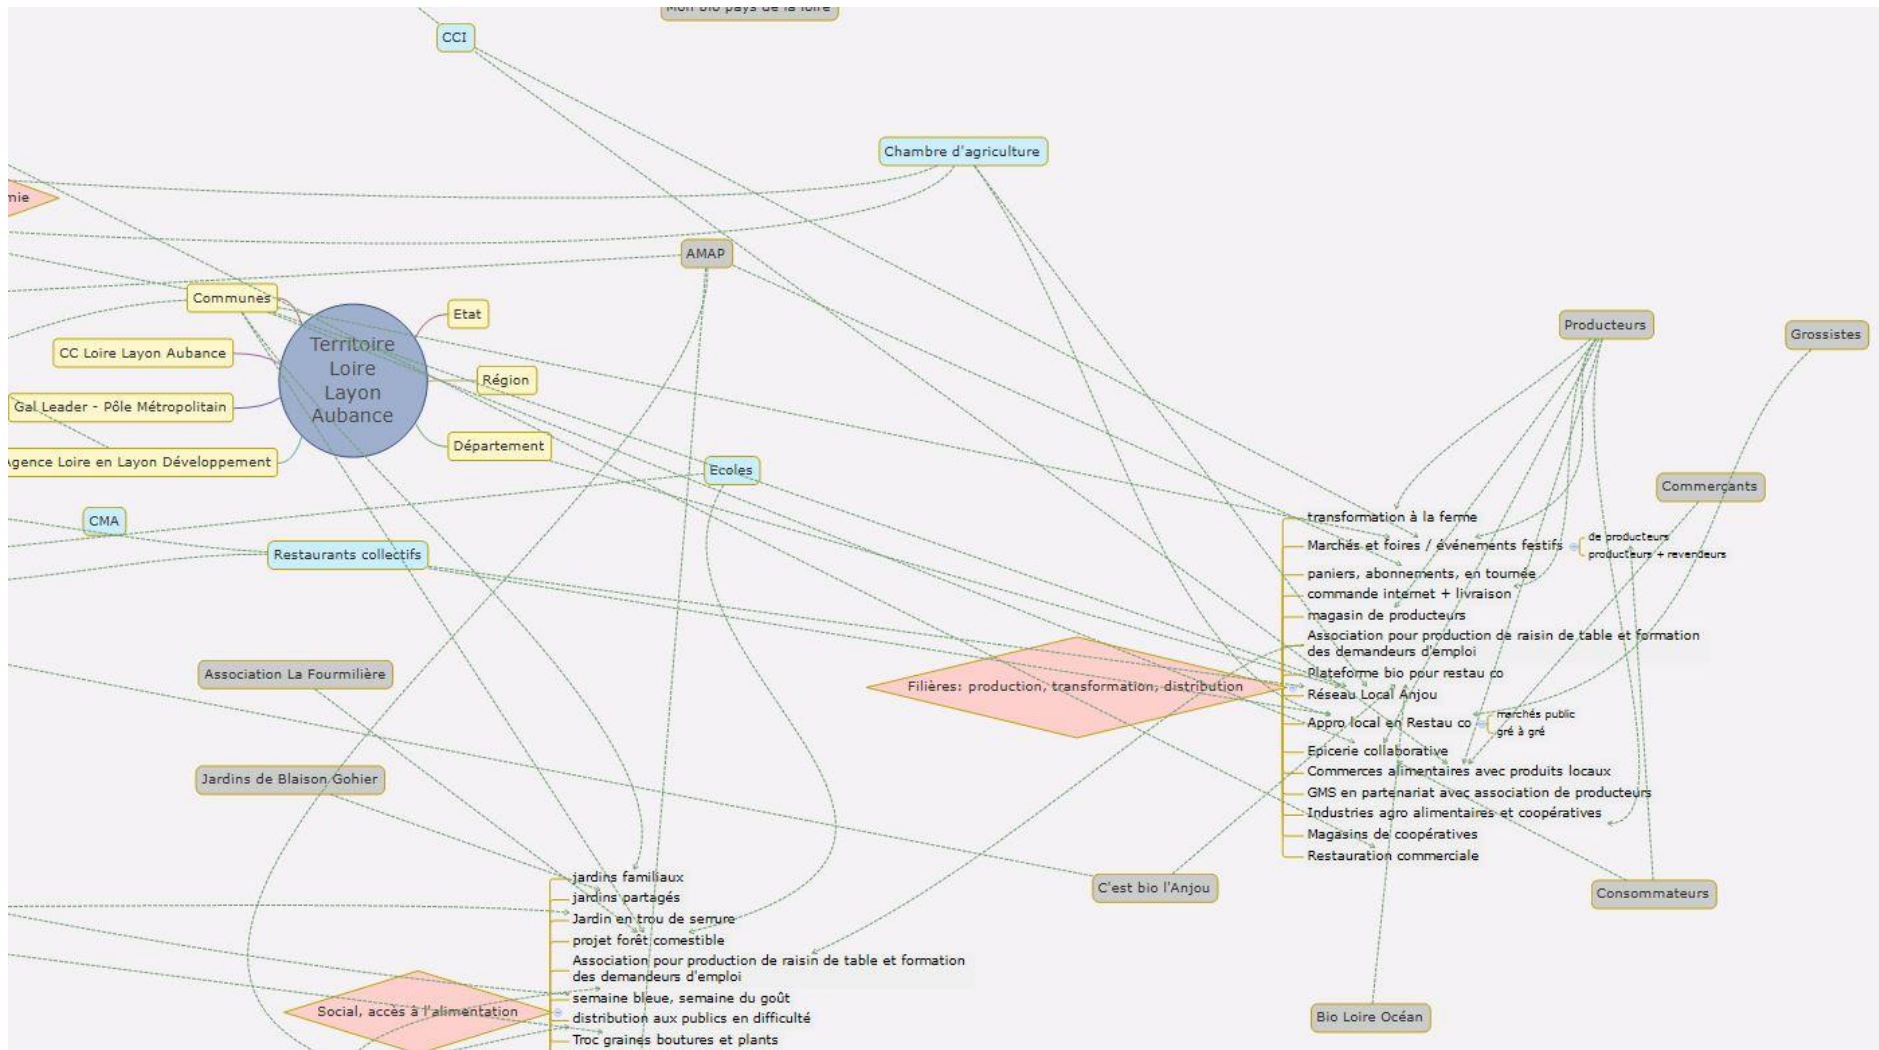 Mon bio pays de la loire
CCI
Chambre d'agriculture
mie
AMAP
Communes
Etat
Territoire
Loire
Layon
Aubance
CC Loire Layon Aubance
Région
Gal Leader - Pôle Métropolitain
Département
Agence Loire en Layon Développement
Ecoles
CMA
Restaurants collectifs
Producteurs
Grossistes
Commerçants
transformation à la ferme
Marchés et foires / événements festifs
de producteurs
producteurs + revendeurs
paniers, abonnements, en tournée
commande internet + livraison
magasin de producteurs
Association pour production de raisin de table et formation
des demandeurs d'emploi
Plateforme bio pour restau co
Filières: production, transformation, distribution
Réseau Local Anjou
Appro local en Restau co
marchés public
gré à gré
Epicerie collaborative
Commerces alimentaires avec produits locaux
GMS en partenariat avec association de producteurs
Industries agro alimentaires et coopératives
Magasins de coopératives
Restauration commerciale
Association La Fourmilière
Jardins de Blaison Gohier
C'est bio l'Anjou
Consommateurs
Bio Loire Océan
jardins familiaux
jardins partagés
Jardin en trou de serrure
projet forêt comestible
Association pour production de raisin de table et formation
des demandeurs d'emploi
semaine bleue, semaine du goût
Social, accès à l'alimentation
distribution aux publics en difficulté
Troc graines boutures et plants